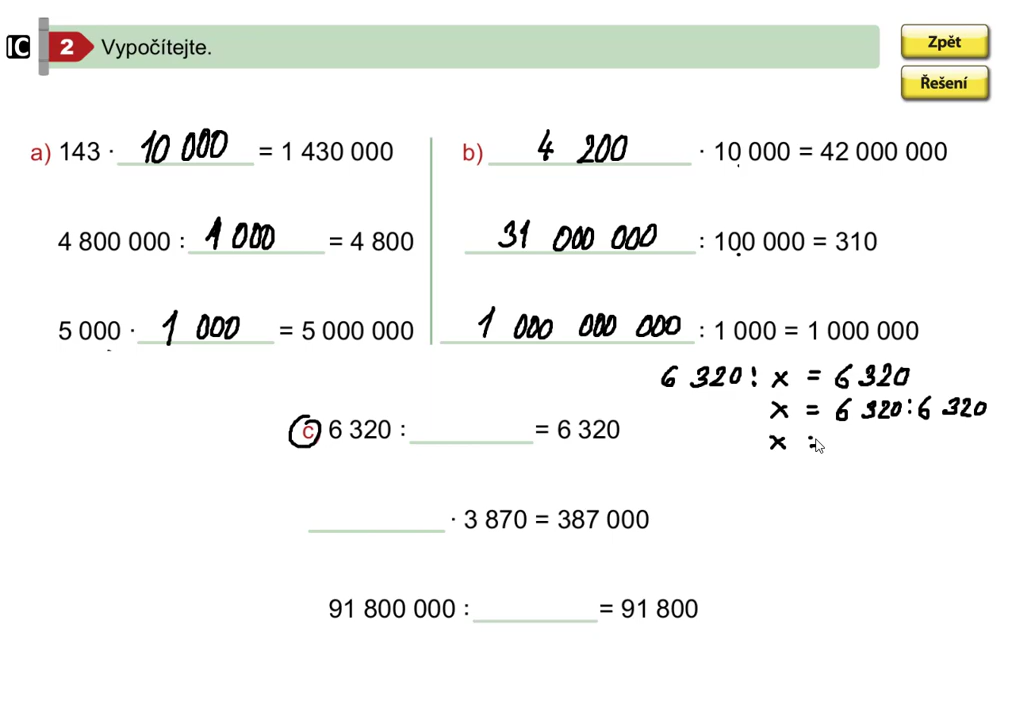 IC 2 Vypočítejte. Zpět
Řešení
a) 143 · 10 000 = 1 430 000
4 800 000 : 1 000 = 4 800
5 000 · 1 000 = 5 000 000
b) 4 200 · 10 000 = 42 000 000
31 000 000 : 100 000 = 310
1 000 000 000 : 1 000 = 1 000 000
6 320 : x = 6 320
x = 6 320 : 6 320
x =
c 6 320 : = 6 320
· 3 870 = 387 000
91 800 000 : = 91 800